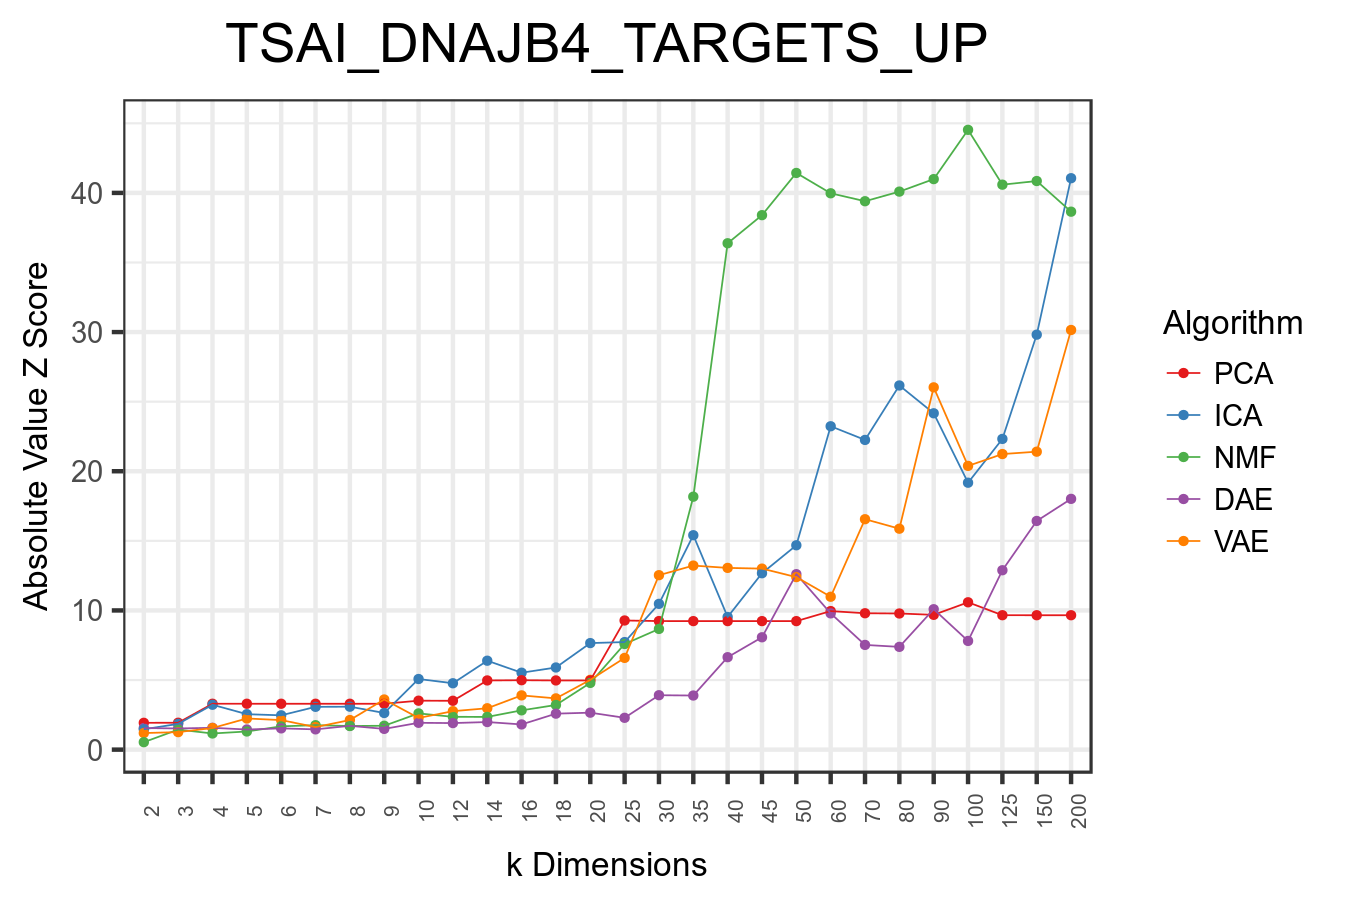 TSAI_DNAJB4_TARGETS_UP
Absolute Value Z Score
40
30
20
10
0
2 3 4 5 6 7 8 9 10 12 14 16 18 20 25 30 35 40 45 50 60 70 80 90 100 125 150 200
k Dimensions
Algorithm
PCA
ICA
NMF
DAE
VAE